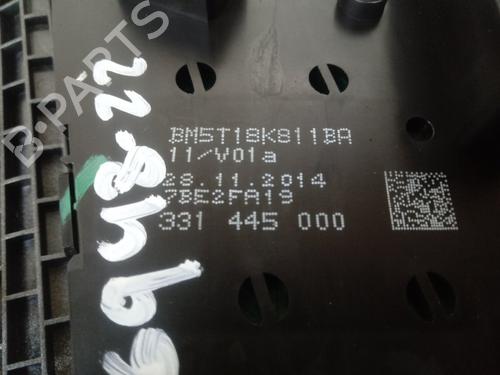 B-PARTS
BM5T18K811BA
11/V01a
28.11.2014
7BE2FA19
331 445 000